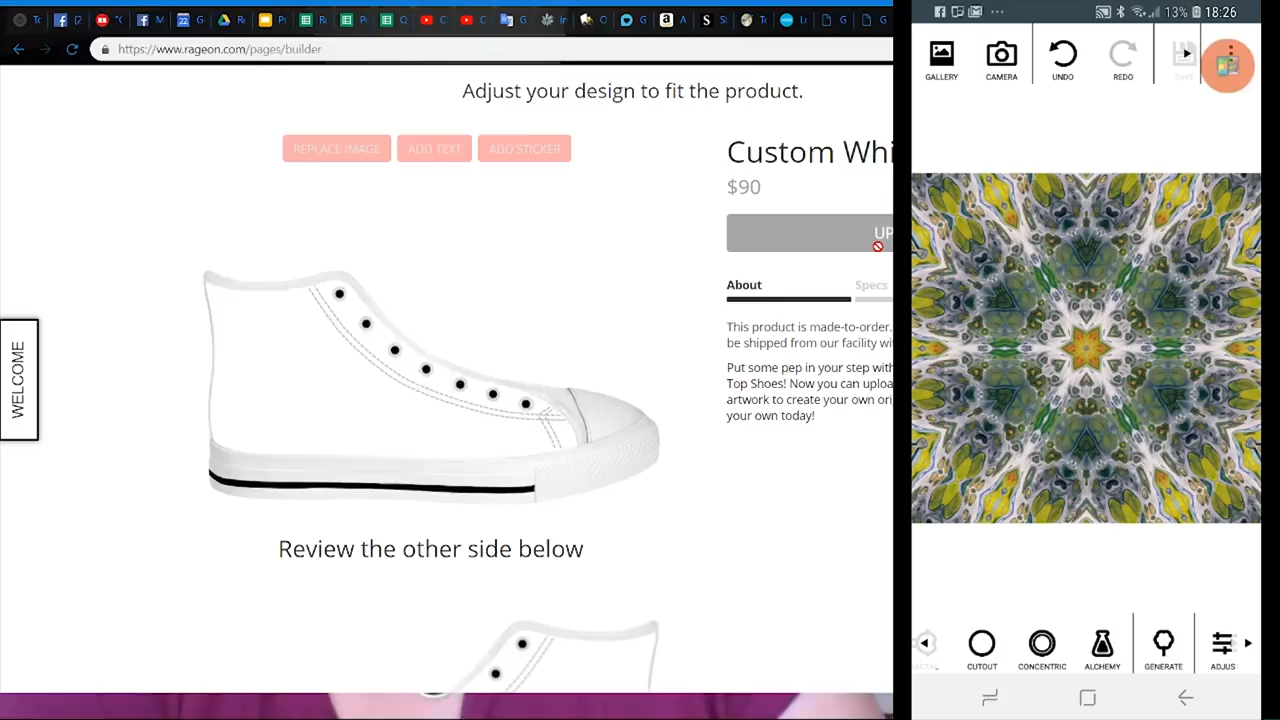 https://www.rageon.com/pages/builder
Adjust your design to fit the product.
REPLACE IMAGE
ADD TEXT
ADD STICKER
Custom Whi
$90
UP
About
Specs
This product is made-to-order.
be shipped from our facility wi
Put some pep in your step with
Top Shoes! Now you can uploa
artwork to create your own ori
your own today!
WELCOME
Review the other side below
13% 18:26
GALLERY
CAMERA
UNDO
REDO
SAVE
CUTOUT
CONCENTRIC
ALCHEMY
GENERATE
ADJUS